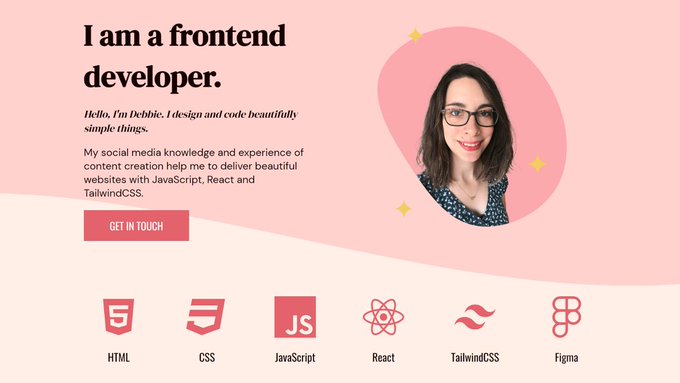 I am a frontend
developer.
Hello, I'm Debbie. I design and code beautifully
simple things.
My social media knowledge and experience of
content creation help me to deliver beautiful
websites with JavaScript, React and
TailwindCSS.
GET IN TOUCH
5
JS
HTML
CSS
JavaScript
React
TailwindCSS
Figma